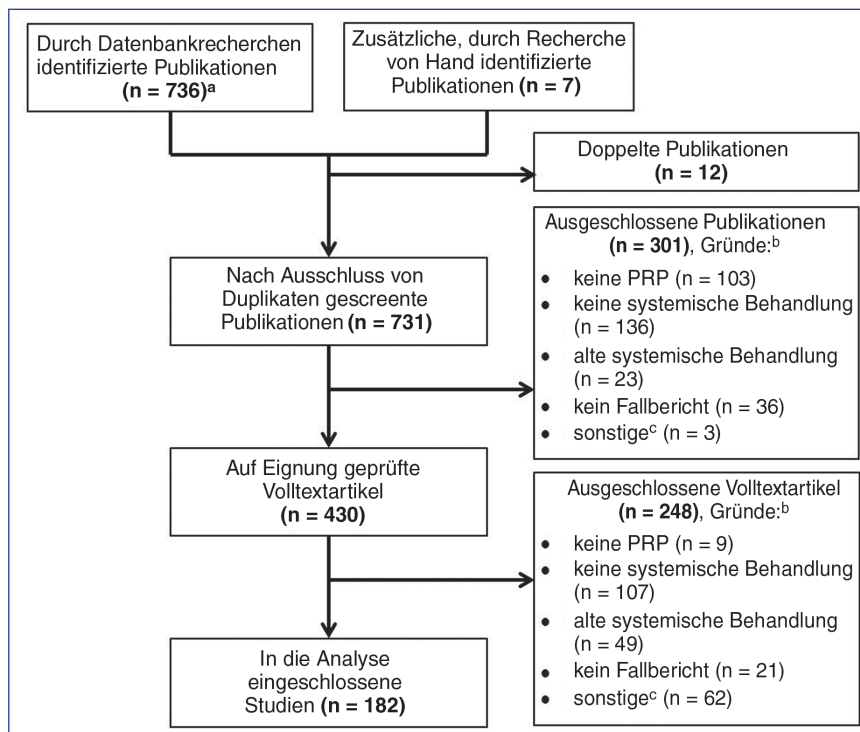 Durch Datenbankrecherchen
identifizierte Publikationen
(n = 736)ᵃ
Zusätzliche, durch Recherche
von Hand identifizierte
Publikationen (n = 7)
Doppelte Publikationen
(n = 12)
Nach Ausschluss von
Duplikaten gescreente
Publikationen (n = 731)
Ausgeschlossene Publikationen
(n = 301), Gründe:ᵇ
• keine PRP (n = 103)
• keine systemische Behandlung
(n = 136)
• alte systemische Behandlung
(n = 23)
• kein Fallbericht (n = 36)
• sonstigeᶜ (n = 3)
Auf Eignung geprüfte
Volltextartikel
(n = 430)
Ausgeschlossene Volltextartikel
(n = 248), Gründe:ᵇ
• keine PRP (n = 9)
• keine systemische Behandlung
(n = 107)
• alte systemische Behandlung
(n = 49)
• kein Fallbericht (n = 21)
• sonstigeᶜ (n = 62)
In die Analyse
eingeschlossene
Studien (n = 182)